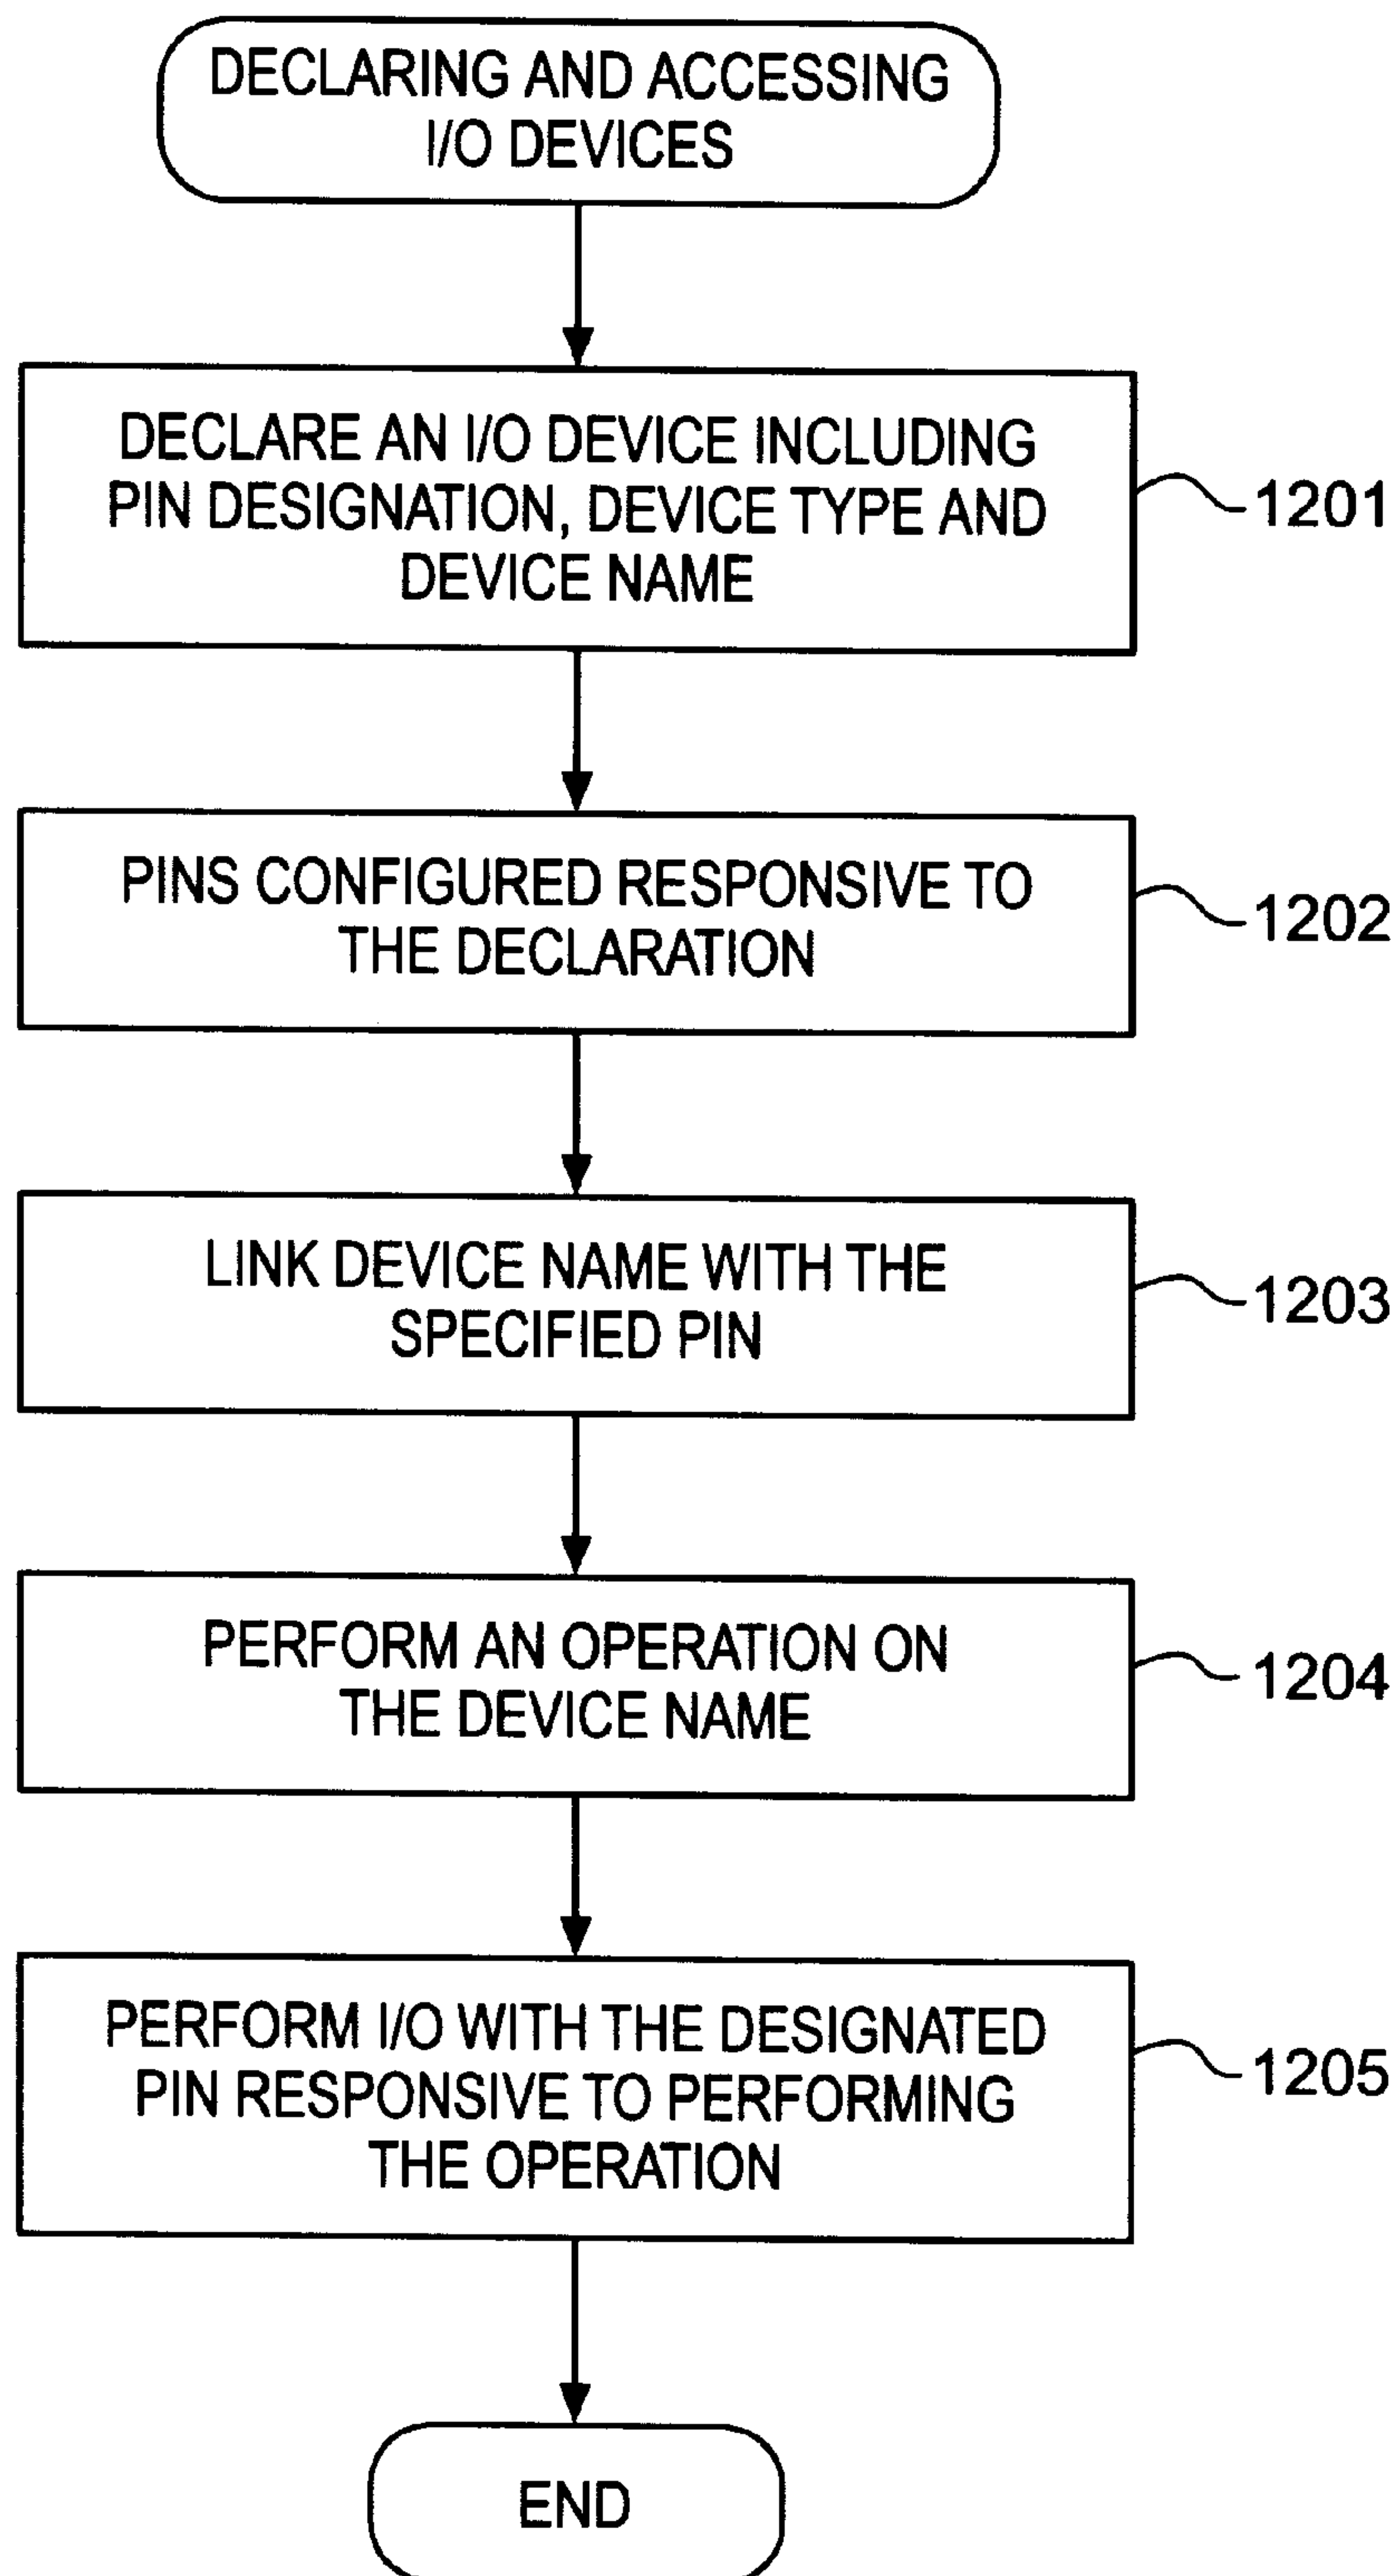 DECLARING AND ACCESSING
I/O DEVICES
DECLARE AN I/O DEVICE INCLUDING
PIN DESIGNATION, DEVICE TYPE AND
DEVICE NAME
1201
PINS CONFIGURED RESPONSIVE TO
THE DECLARATION
1202
LINK DEVICE NAME WITH THE
SPECIFIED PIN
1203
PERFORM AN OPERATION ON
THE DEVICE NAME
1204
PERFORM I/O WITH THE DESIGNATED
PIN RESPONSIVE TO PERFORMING
THE OPERATION
1205
END